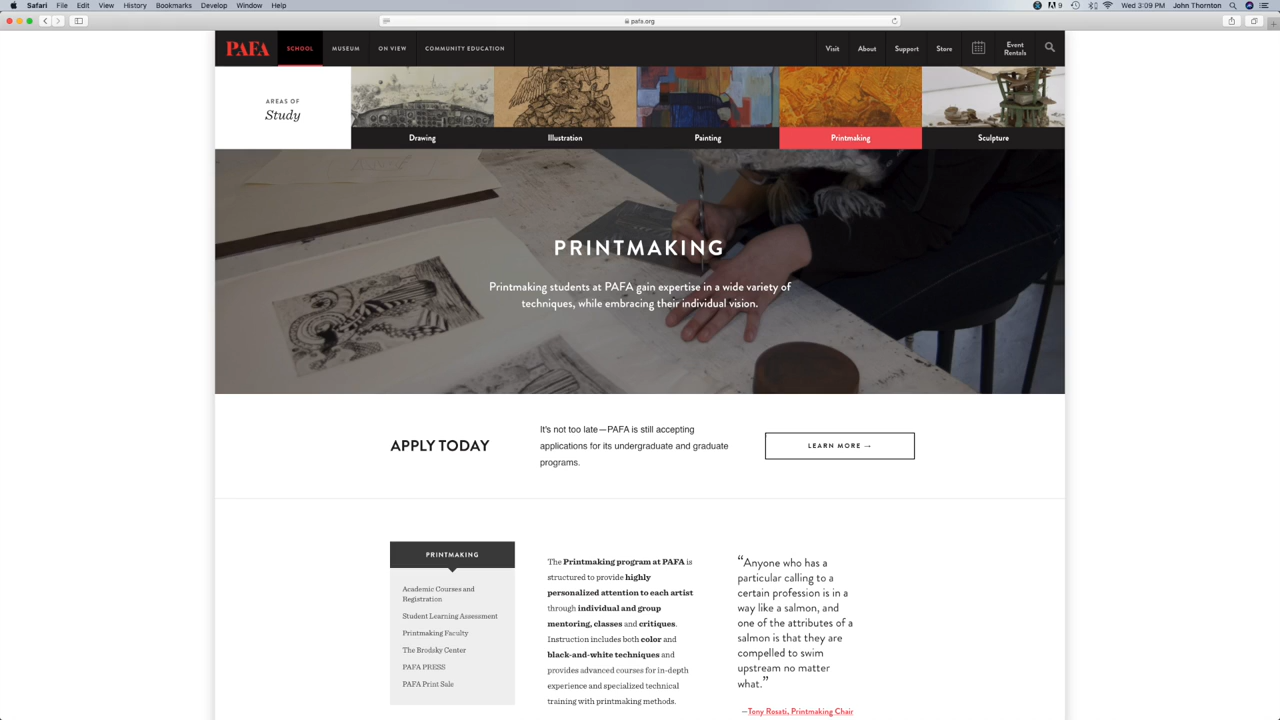 Safari File Edit View History Bookmarks Develop Window Help
9 Wed 3:09 PM John Thornton
pafa.org
PAFA SCHOOL MUSEUM ON VIEW COMMUNITY EDUCATION Visit About Support Store Event
Rentals
AREAS OF
Study
Drawing Illustration Painting Printmaking Sculpture
PRINTMAKING
Printmaking students at PAFA gain expertise in a wide variety of
techniques, while embracing their individual vision.
APPLY TODAY
It's not too late—PAFA is still accepting
applications for its undergraduate and graduate
programs.
LEARN MORE →
PRINTMAKING
Academic Courses and
Registration
Student Learning Assessment
Printmaking Faculty
The Brodsky Center
PAFA PRESS
PAFA Print Sale
The Printmaking program at PAFA is
structured to provide highly
personalized attention to each artist
through individual and group
mentoring, classes and critiques.
Instruction includes both color and
black-and-white techniques and
provides advanced courses for in-depth
experience and specialized technical
training with printmaking methods.
“Anyone who has a
particular calling to a
certain profession is in a
way like a salmon, and
one of the attributes of a
salmon is that they are
compelled to swim
upstream no matter
what.”
—Tony Rosati, Printmaking Chair